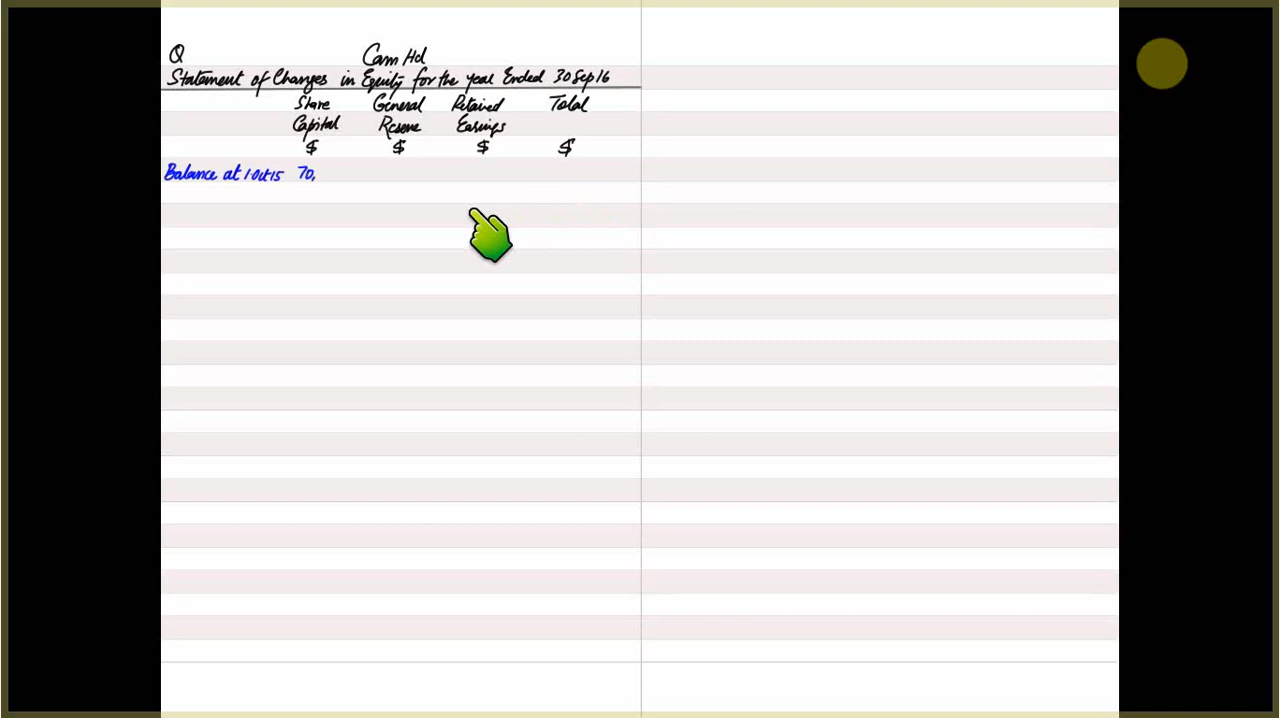 Q Cam Ltd
Statement of Changes in Equity for the year Ended 30 Sep 16
Share General Retained Total
Capital Reserve Earings
$ $ $ $
Balance at 1 Oct 15 70,